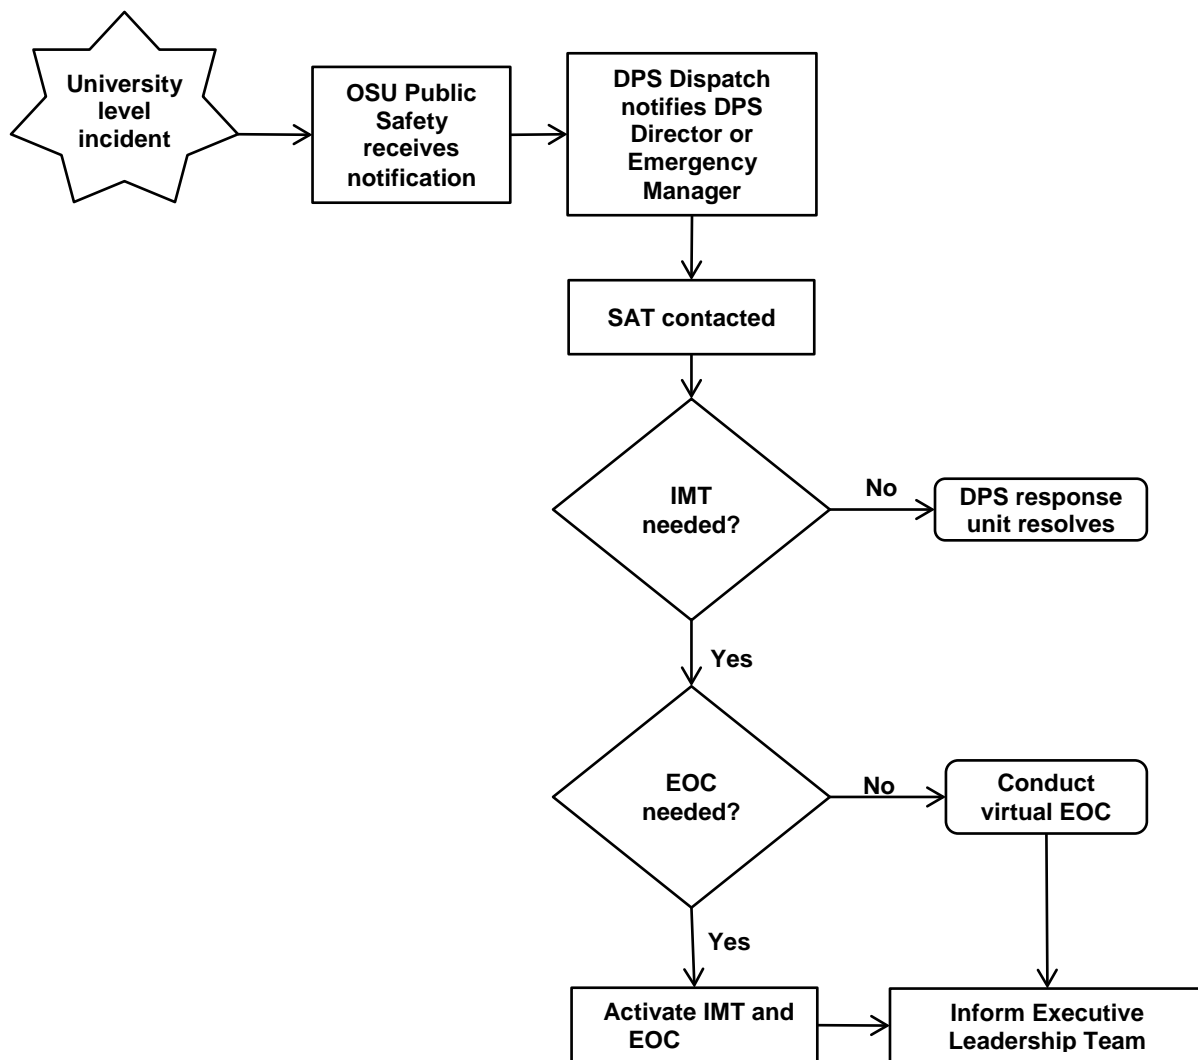 University
level
incident
OSU Public
Safety
receives
notification
DPS Dispatch
notifies DPS
Director or
Emergency
Manager
SAT contacted
IMT
needed?
No
DPS response
unit resolves
Yes
EOC
needed?
No
Conduct
virtual EOC
Yes
Activate IMT and
EOC
Inform Executive
Leadership Team